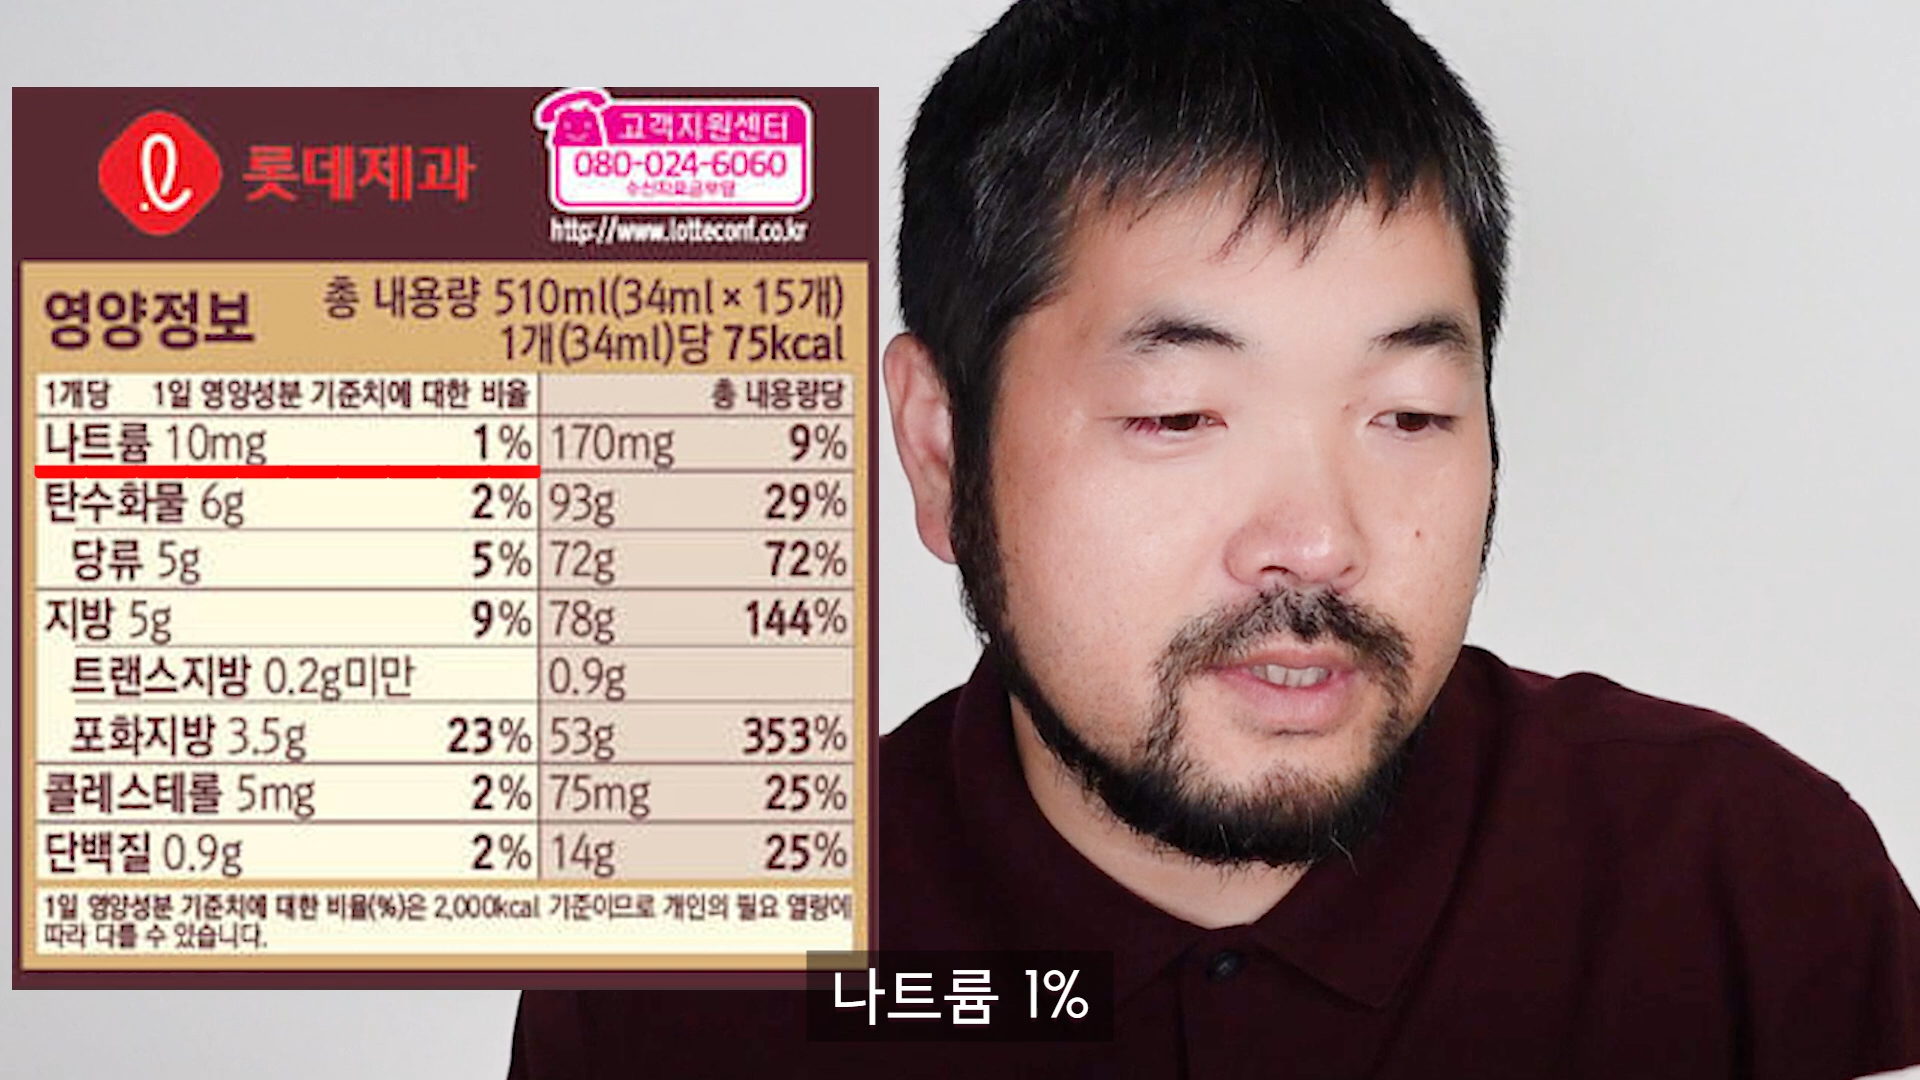 롯데제과
고객지원센터
080-024-6060
수신자요금부담
http://www.lotteconf.co.kr
영양정보
총 내용량 510ml(34ml × 15개)
1개(34ml)당 75kcal
1개당 1일 영양성분 기준치에 대한 비율 총 내용량당
나트륨 10mg 1% 170mg 9%
탄수화물 6g 2% 93g 29%
당류 5g 5% 72g 72%
지방 5g 9% 78g 144%
트랜스지방 0.2g미만 0.9g
포화지방 3.5g 23% 53g 353%
콜레스테롤 5mg 2% 75mg 25%
단백질 0.9g 2% 14g 25%
1일 영양성분 기준치에 대한 비율(%)은 2,000kcal 기준이므로 개인의 필요 열량에
따라 다를 수 있습니다.
나트륨 1%